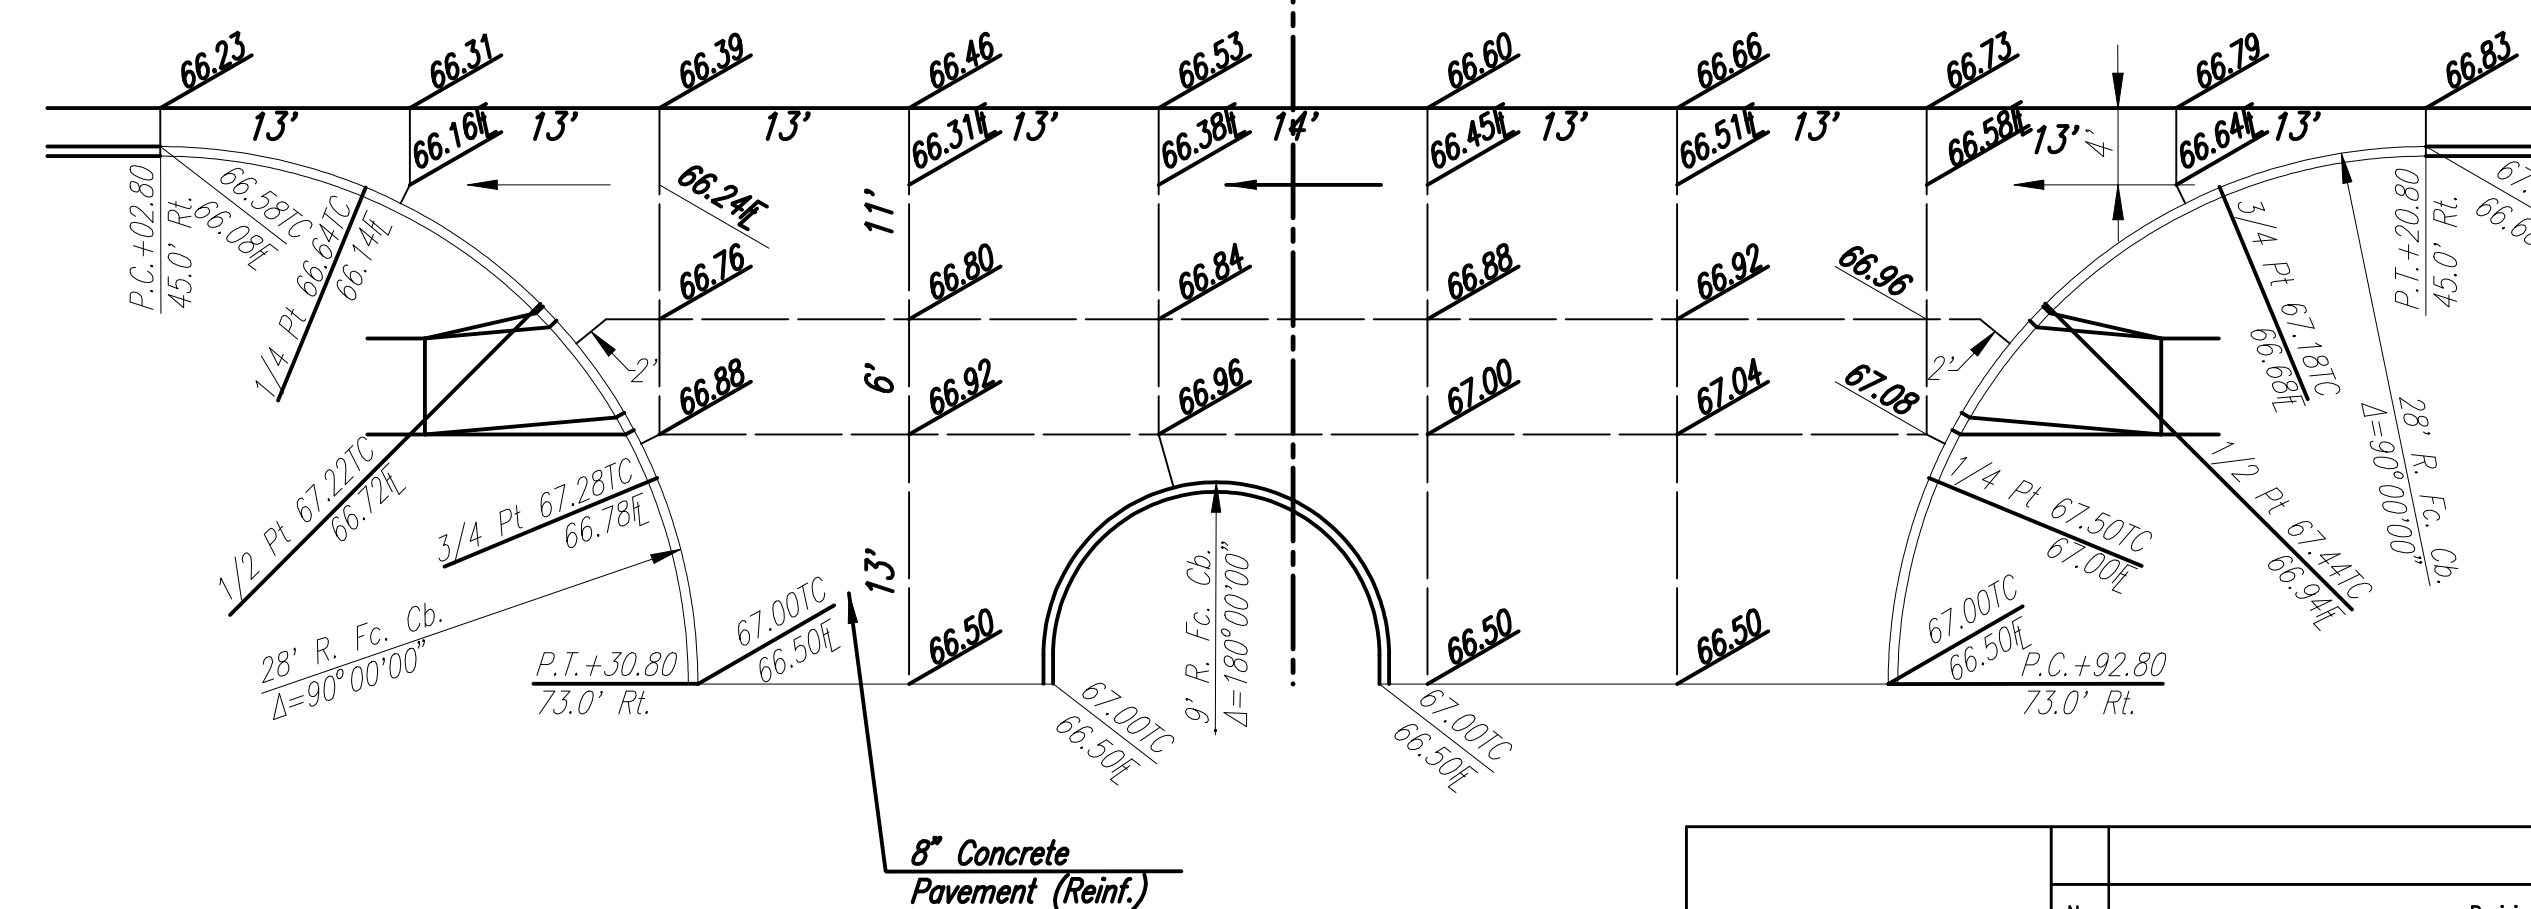 66.23 66.31 66.39 66.46 66.53 66.60 66.66 66.73 66.79 66.83
13' 13' 13' 13' 14' 13' 13' 13' 13'
66.16℄ 66.31℄ 66.38℄ 66.45℄ 66.51℄ 66.58℄ 66.64℄
4'
66.24℄
11'
P.C.+02.80
45.0' Rt.
66.58TC
66.08℄
1/4 Pt 66.64TC
66.14℄
66.76 66.80 66.84 66.88 66.92 66.96
3/4 Pt 67.18TC
66.68℄
P.T.+20.80
45.0' Rt.
2'
2'
6'
66.88 66.92 66.96 67.00 67.04 67.08
28' R. Fc. Cb.
Δ=90°00'00"
1/2 Pt 67.22TC
66.72℄
3/4 Pt 67.28TC
66.78℄
1/4 Pt 67.50TC
67.00℄
1/2 Pt 67.44TC
66.94℄
28' R. Fc. Cb.
Δ=90°00'00"
13'
9' R. Fc. Cb.
Δ=180°00'00"
67.00TC
66.50℄
66.50 66.50 66.50
67.00TC
66.50℄
P.T.+30.80
73.0' Rt.
P.C.+92.80
73.0' Rt.
67.00TC
66.50℄
67.00TC
66.50℄
8" Concrete
Pavement (Reinf.)